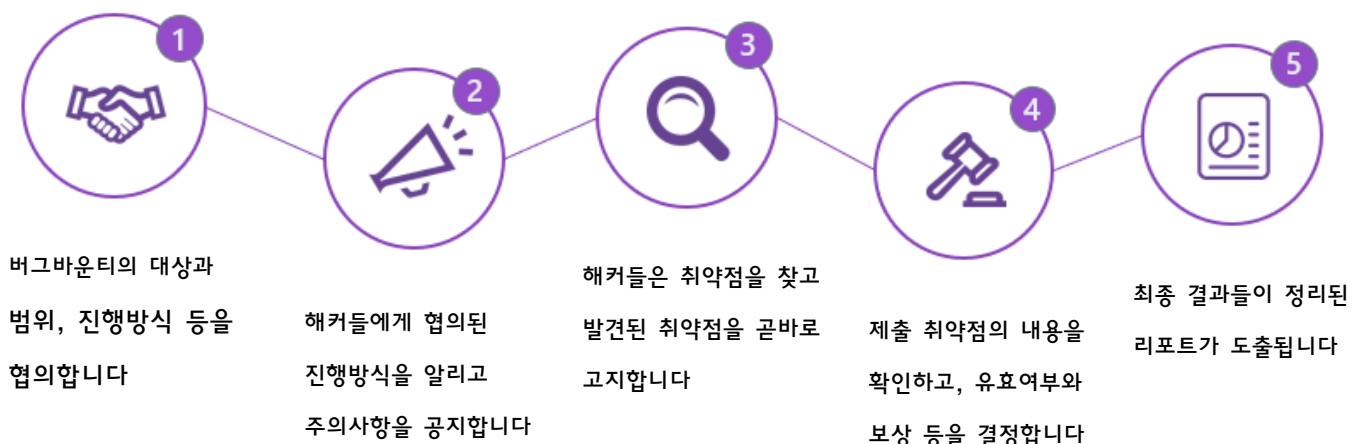 1
버그바운티의 대상과
범위, 진행방식 등을
협의합니다
2
해커들에게 협의된
진행방식을 알리고
주의사항을 공지합니다
3
해커들은 취약점을 찾고
발견된 취약점을 곧바로
고지합니다
4
제출 취약점의 내용을
확인하고, 유효여부와
보상 등을 결정합니다
5
최종 결과들이 정리된
리포트가 도출됩니다